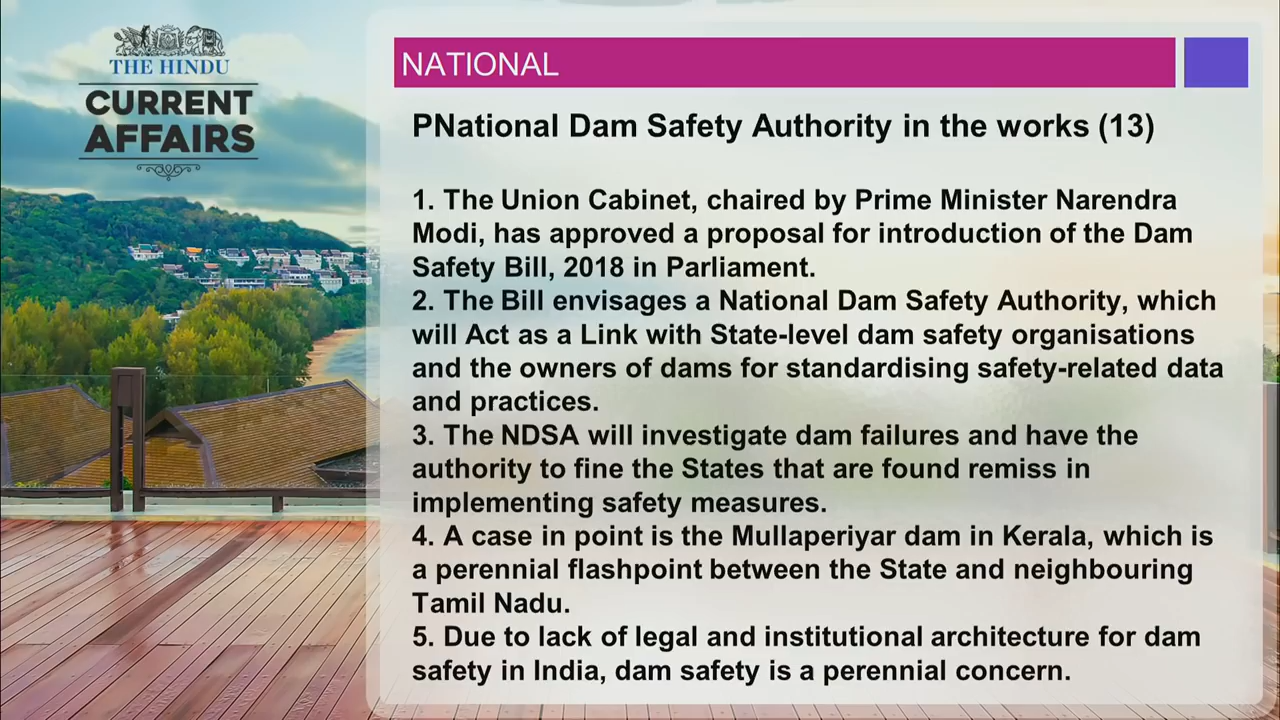 THE HINDU
CURRENT
AFFAIRS
NATIONAL
PNational Dam Safety Authority in the works (13)
1. The Union Cabinet, chaired by Prime Minister Narendra
Modi, has approved a proposal for introduction of the Dam
Safety Bill, 2018 in Parliament.
2. The Bill envisages a National Dam Safety Authority, which
will Act as a Link with State-level dam safety organisations
and the owners of dams for standardising safety-related data
and practices.
3. The NDSA will investigate dam failures and have the
authority to fine the States that are found remiss in
implementing safety measures.
4. A case in point is the Mullaperiyar dam in Kerala, which is
a perennial flashpoint between the State and neighbouring
Tamil Nadu.
5. Due to lack of legal and institutional architecture for dam
safety in India, dam safety is a perennial concern.